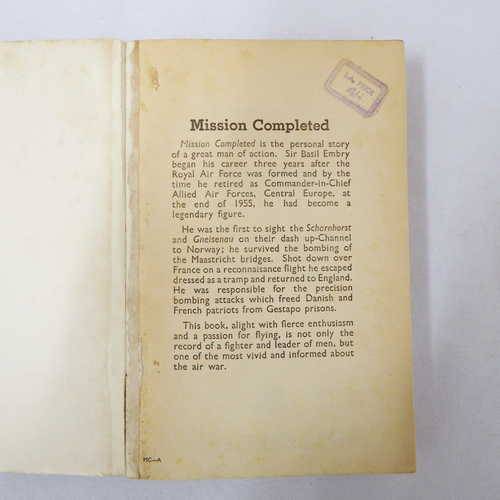 PRICE
Mission Completed
Mission Completed is the personal story
of a great man of action. Sir Basil Embry
began his career three years after the
Royal Air Force was formed and by the
time he retired as Commander-in-Chief
Allied Air Forces, Central Europe, at
the end of 1955, he had become a
legendary figure.
He was the first to sight the Scharnhorst
and Gneisenau on their dash up-Channel
to Norway; he survived the bombing of
the Maastricht bridges. Shot down over
France on a reconnaisance flight he escaped
dressed as a tramp and returned to England.
He was responsible for the precision
bombing attacks which freed Danish and
French patriots from Gestapo prisons.
This book, alight with fierce enthusiasm
and a passion for flying, is not only the
record of a fighter and leader of men, but
one of the most vivid and informed about
the air war.
MC—A